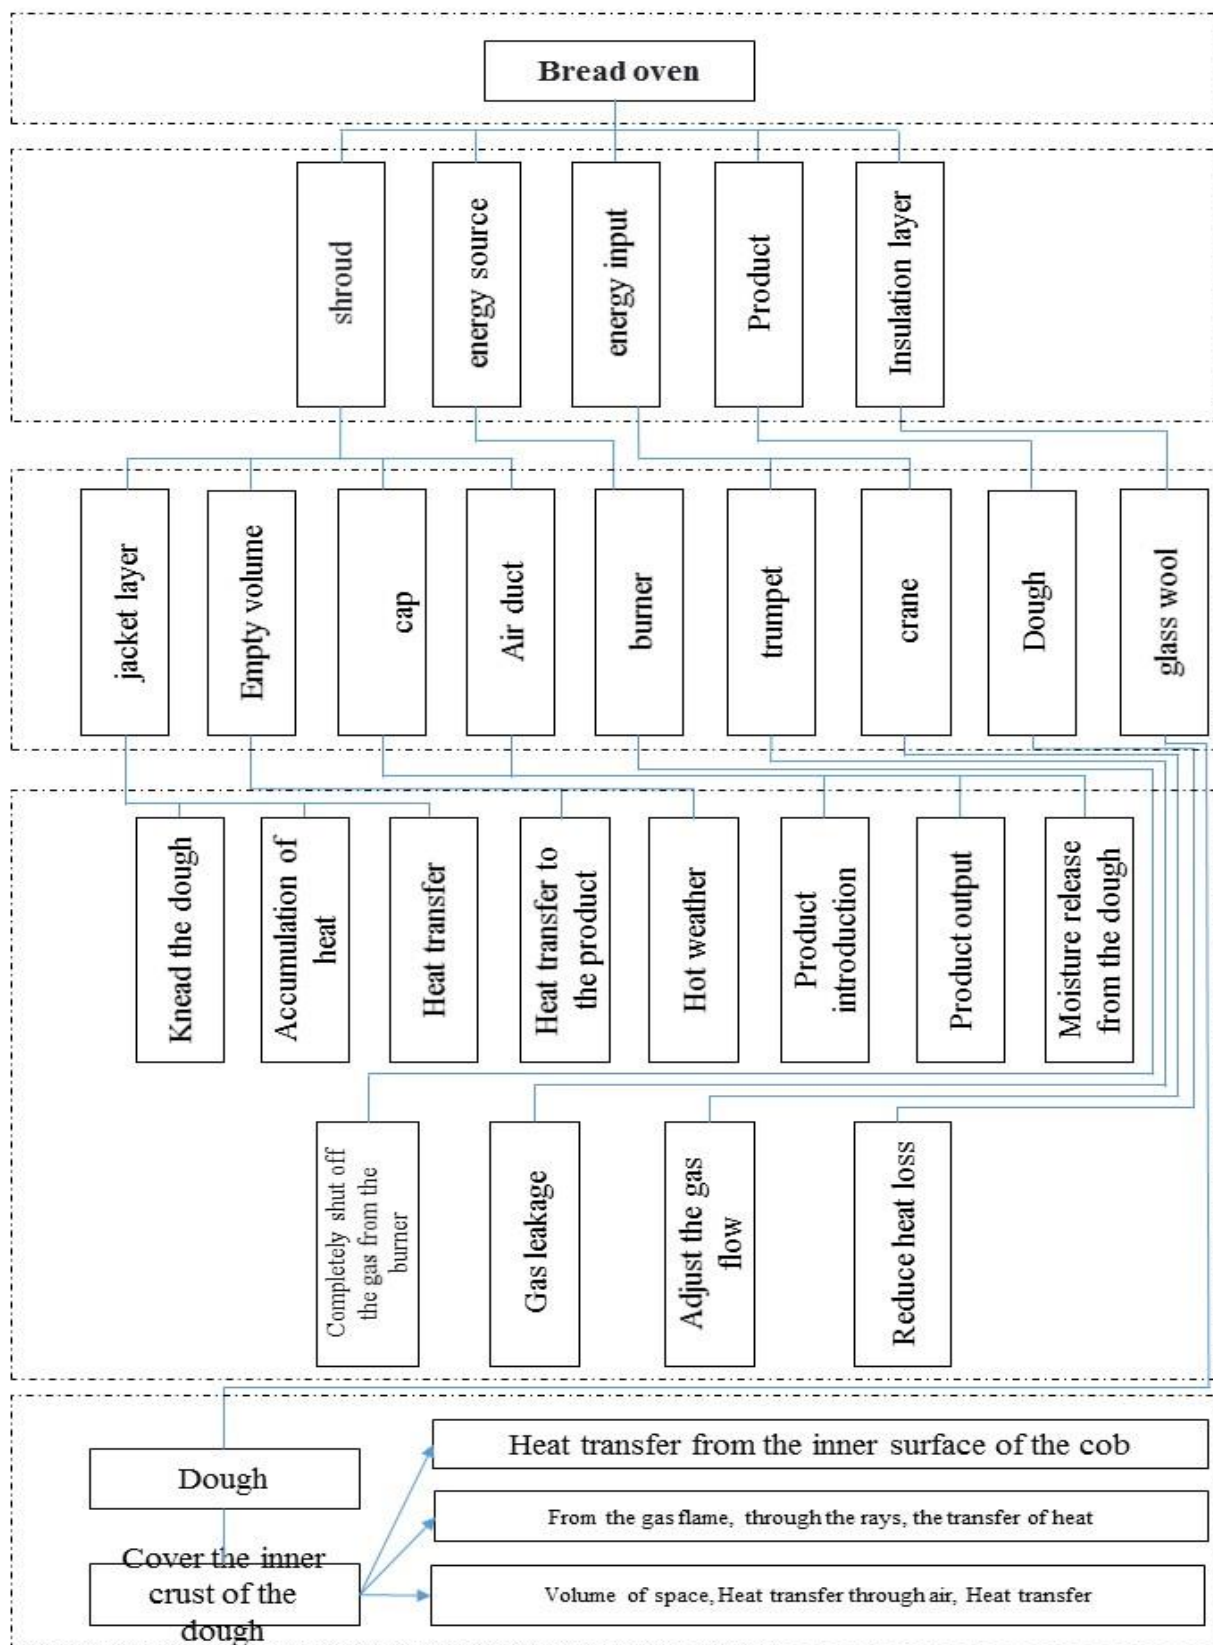 Bread oven
shroud
energy source
energy input
Product
Insulation layer
jacket layer
Empty volume
cap
Air duct
burner
trumpet
crane
Dough
glass wool
Knead the dough
Accumulation of
heat
Heat transfer
Heat transfer to
the product
Hot weather
Product
introduction
Product output
Moisture release
from the dough
Completely shut off
the gas from the
burner
Gas leakage
Adjust the gas
flow
Reduce heat loss
Dough
Heat transfer from the inner surface of the cob
From the gas flame, through the rays, the transfer of heat
Cover the inner
crust of the
dough
Volume of space, Heat transfer through air, Heat transfer